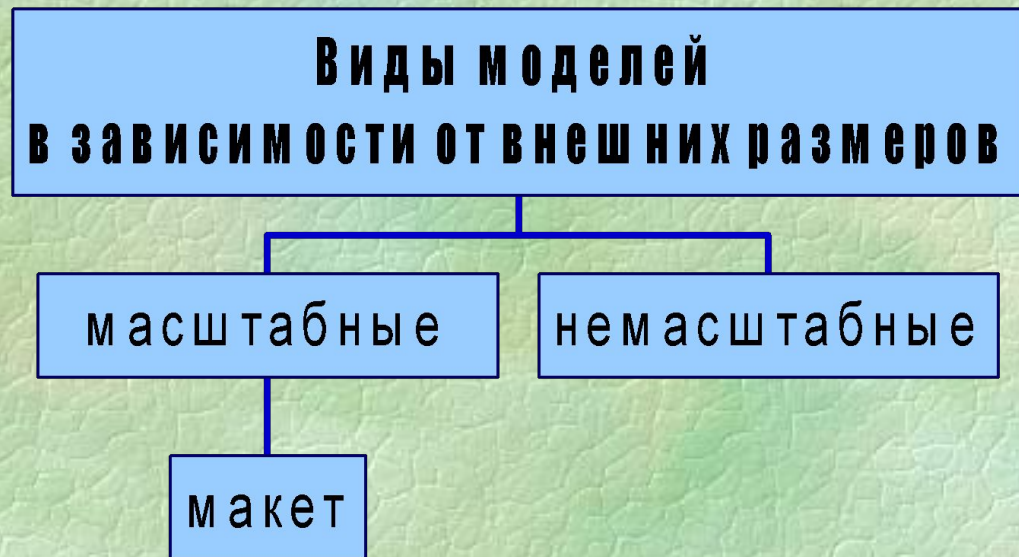 Виды моделей
в зависимости от внешних размеров
масштабные
немасштабные
макет